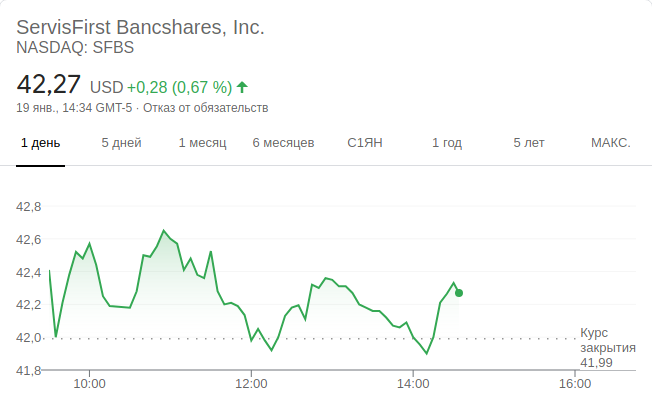 ServisFirst Bancshares, Inc.
NASDAQ: SFBS
42,27 USD +0,28 (0,67 %)
19 янв., 14:34 GMT-5 · Отказ от обязательств
1 день 5 дней 1 месяц 6 месяцев С1ЯН 1 год 5 лет МАКС.
42,8
42,6
42,4
42,2
42,0
41,8
Курс
закрытия
41,99
10:00 12:00 14:00 16:00